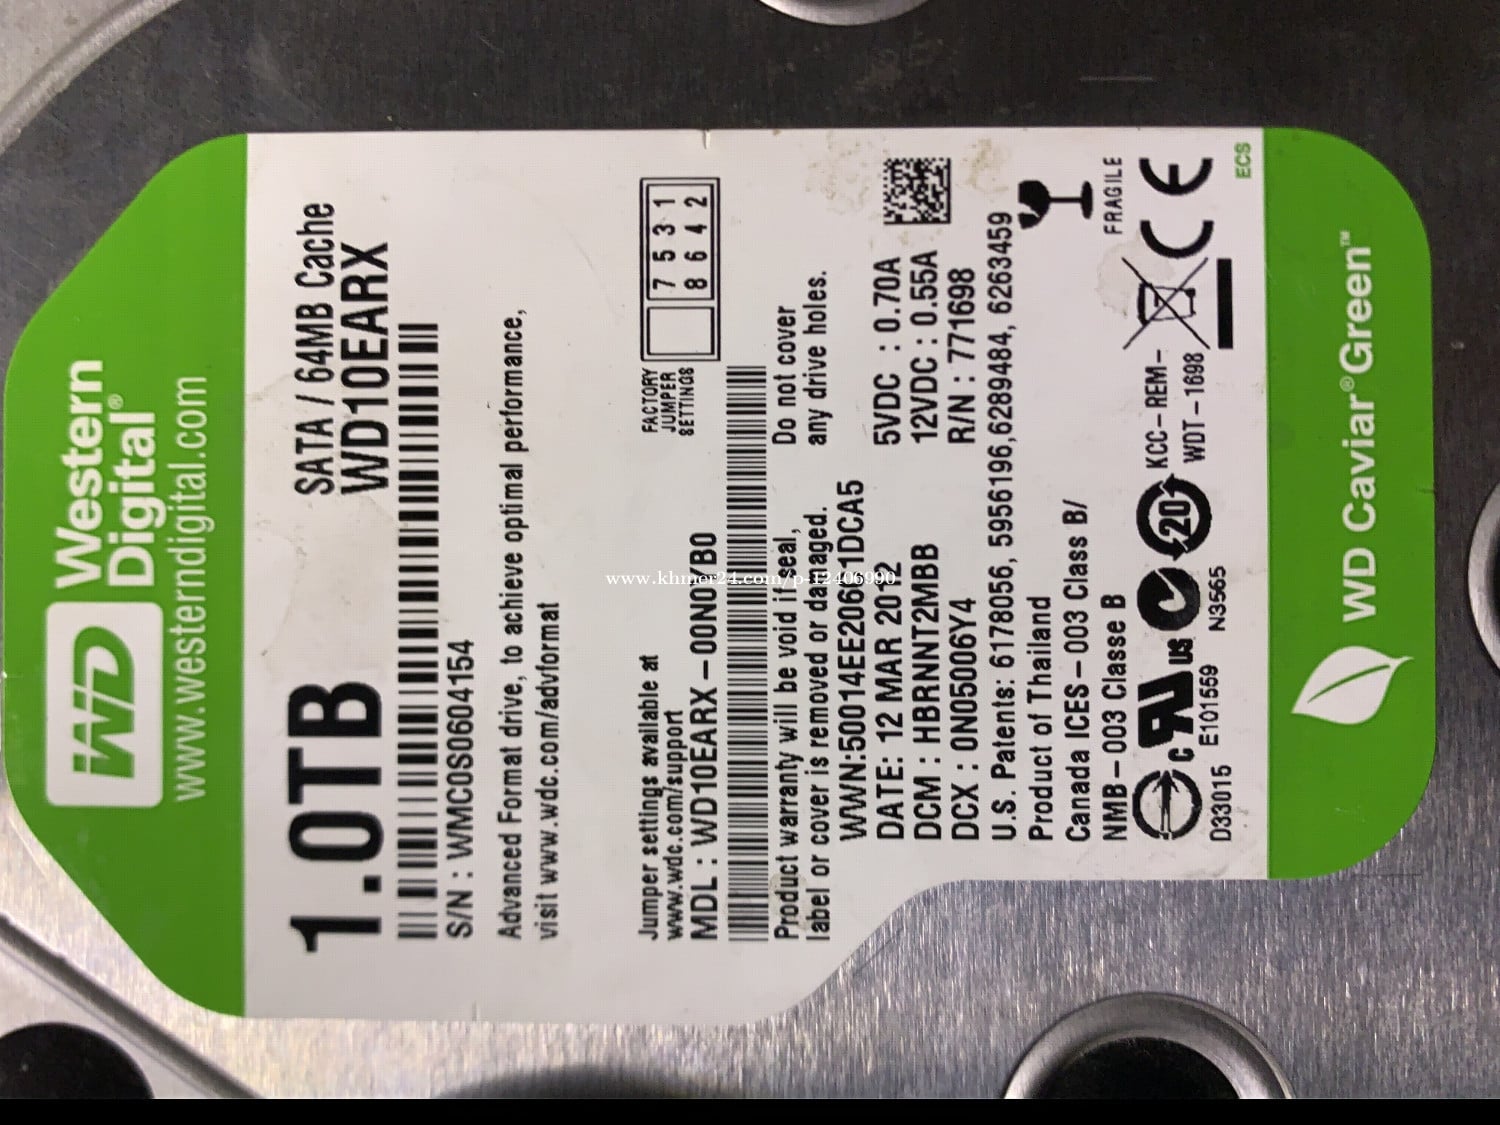 WD Western
Digital®
www.westerndigital.com
1.0TB
SATA / 64MB Cache
WD10EARX
S/N : WMC0S0604154
Advanced Format drive, to achieve optimal performance,
visit www.wdc.com/advformat
Jumper settings available at
www.wdc.com/support
FACTORY
JUMPER
SETTINGS
7 5 3 1
8 6 4 2
MDL : WD10EARX-00N0YB0
Product warranty will be void if seal,
label or cover is removed or damaged.
Do not cover
any drive holes.
WWN:50014EE2061DCA5
DATE: 12 MAR 2012
DCM : HBRNNT2MBB
DCX : 0N05006Y4
5VDC : 0.70A
12VDC : 0.55A
R/N : 771698
U.S. Patents: 6178056, 5956196,6289484, 6263459
Product of Thailand
Canada ICES-003 Class B/
NMB-003 Classe B
FRAGILE
c RU us
20
KCC-REM-
WDT-1698
CE
D33015 E101559 N3565
ECS
WD Caviar®Green™
www.khmer24.com/p-12406990